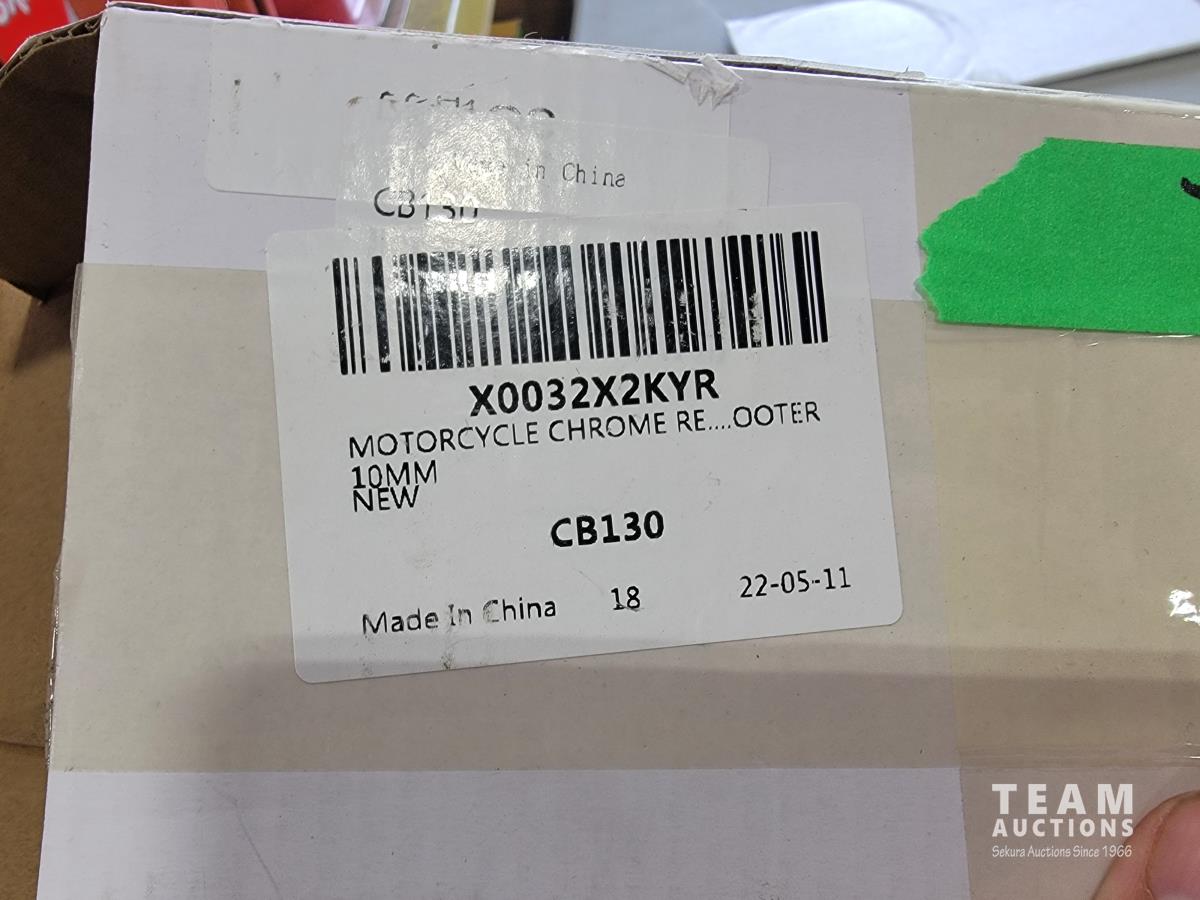 Made in China
CB130
X0032X2KYR
MOTORCYCLE CHROME RE....OOTER
10MM
NEW
CB130
Made In China 18 22-05-11
TEAM
AUCTIONS
Sekura Auctions Since 1966